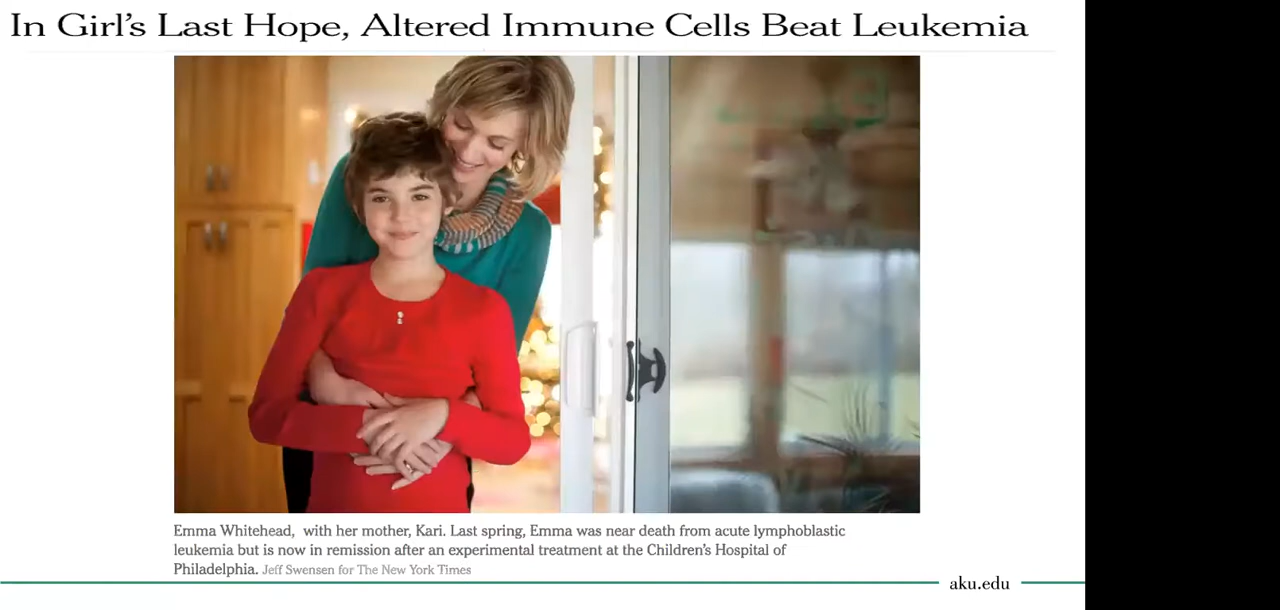 In Girl's Last Hope, Altered Immune Cells Beat Leukemia
Emma Whitehead,  with her mother, Kari. Last spring, Emma was near death from acute lymphoblastic
leukemia but is now in remission after an experimental treatment at the Children's Hospital of
Philadelphia. Jeff Swensen for The New York Times
aku.edu